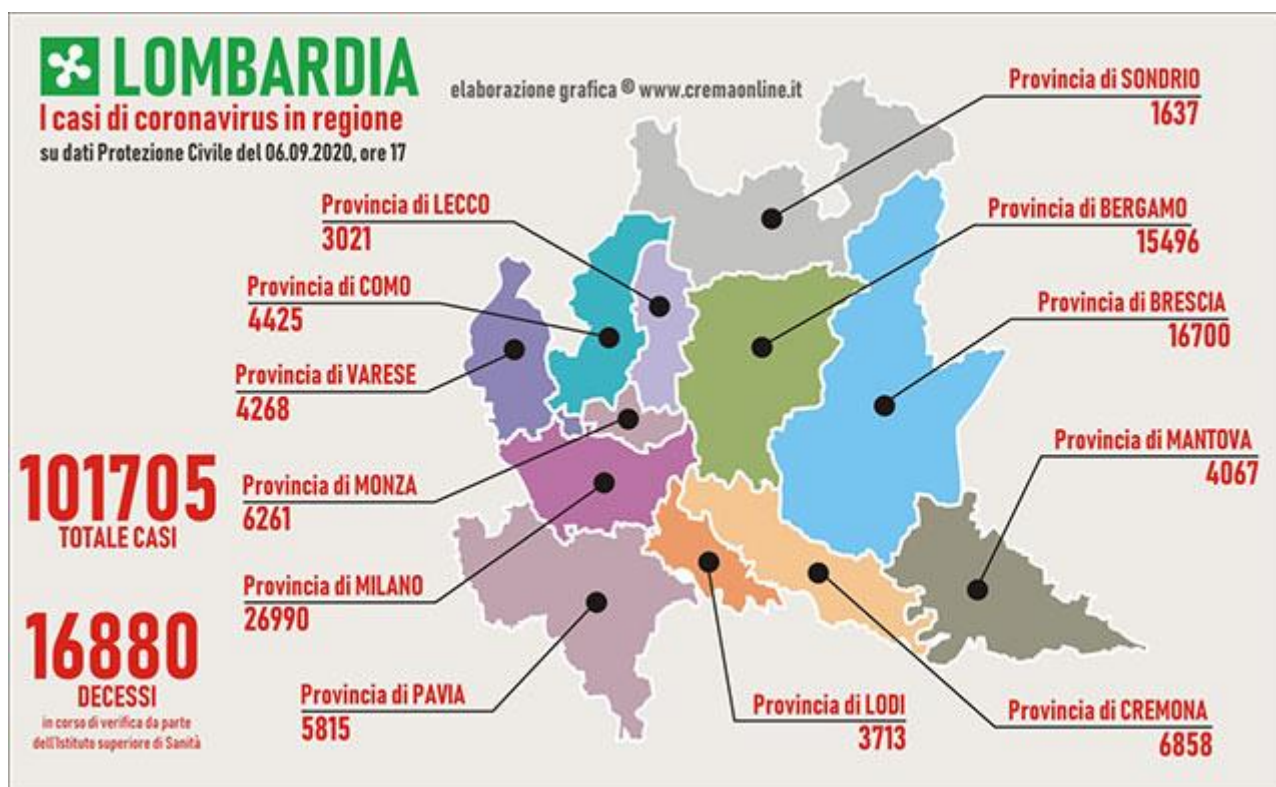 LOMBARDIA
I casi di coronavirus in regione
su dati Protezione Civile del 06.09.2020, ore 17
elaborazione grafica © www.cremaonline.it
Provincia di SONDRIO
1637
Provincia di LECCO
3021
Provincia di BERGAMO
15496
Provincia di COMO
4425
Provincia di BRESCIA
16700
Provincia di VARESE
4268
Provincia di MANTOVA
4067
101705
TOTALE CASI
Provincia di MONZA
6261
Provincia di MILANO
26990
16880
DECESSI
in corso di verifica da parte
dell'Istituto superiore di Sanità
Provincia di PAVIA
5815
Provincia di LODI
3713
Provincia di CREMONA
6858